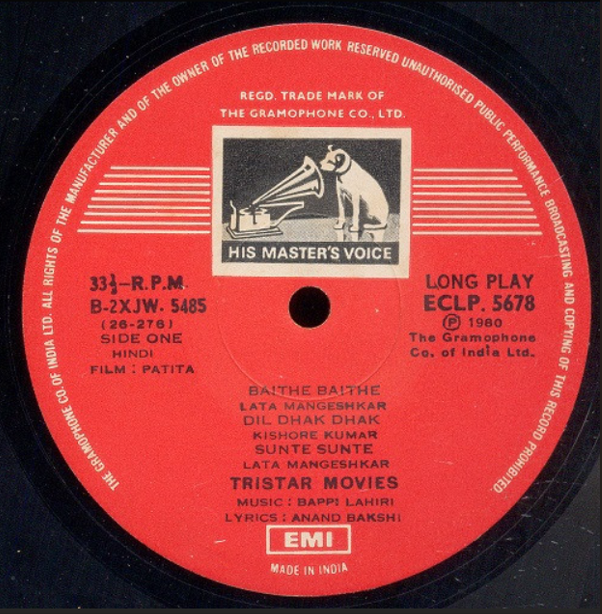 THE GRAMOPHONE CO. OF INDIA LTD. ALL RIGHTS OF THE MANUFACTURER AND OF THE OWNER OF THE RECORDED WORK RESERVED UNAUTHORISED PUBLIC PERFORMANCE BROADCASTING AND COPYING OF THIS RECORD PROHIBITED.
REGD. TRADE MARK OF
THE GRAMOPHONE CO., LTD.
HIS MASTER'S VOICE
33⅓-R.P.M.
B-2XJW. 5485
(26-276)
SIDE ONE
HINDI
FILM : PATITA
LONG PLAY
ECLP. 5678
Ⓟ 1980
The Gramophone
Co. of India Ltd.
BAITHE BAITHE
LATA MANGESHKAR
DIL DHAK DHAK
KISHORE KUMAR
SUNTE SUNTE
LATA MANGESHKAR
TRISTAR MOVIES
MUSIC : BAPPI LAHIRI
LYRICS : ANAND BAKSHI
EMI
MADE IN INDIA